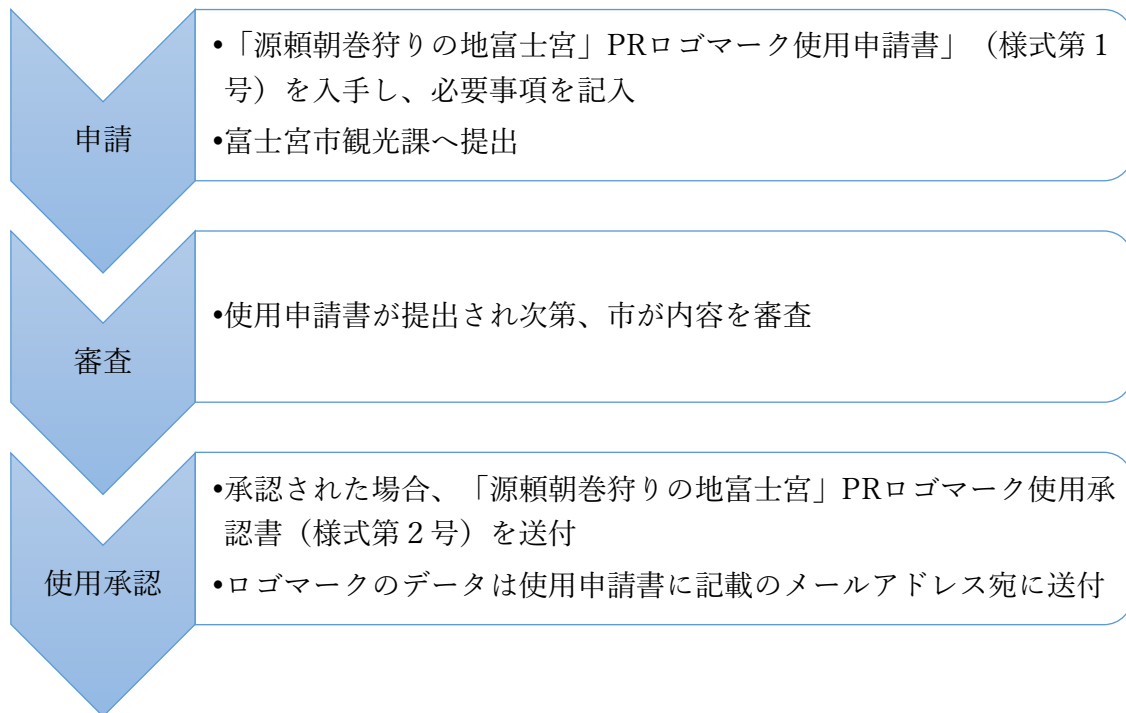 申請
•「源頼朝巻狩りの地富士宮」PRロゴマーク使用申請書」(様式第１
号)を入手し、必要事項を記入
•富士宮市観光課へ提出
審査
•使用申請書が提出され次第、市が内容を審査
使用承認
•承認された場合、「源頼朝巻狩りの地富士宮」PRロゴマーク使用承
認書(様式第２号)を送付
•ロゴマークのデータは使用申請書に記載のメールアドレス宛に送付